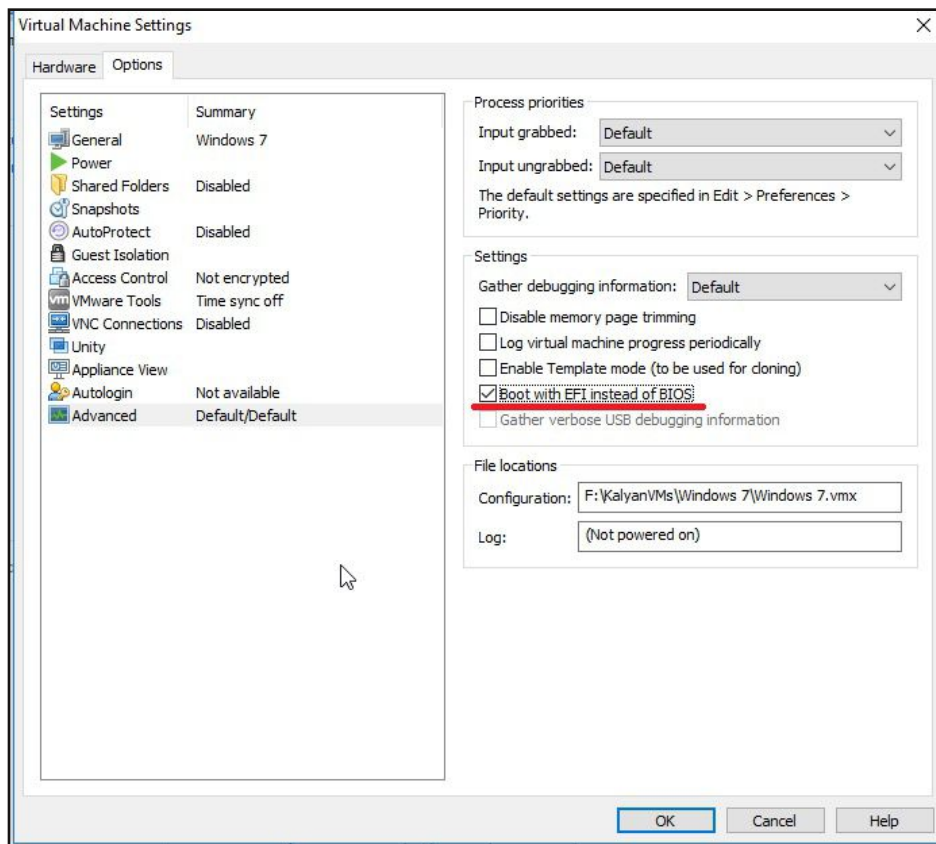 Virtual Machine Settings
Hardware Options
Settings Summary
General Windows 7
Power
Shared Folders Disabled
Snapshots
AutoProtect Disabled
Guest Isolation
Access Control Not encrypted
VMware Tools Time sync off
VNC Connections Disabled
Unity
Appliance View
Autologin Not available
Advanced Default/Default
Process priorities
Input grabbed: Default
Input ungrabbed: Default
The default settings are specified in Edit > Preferences >
Priority.
Settings
Gather debugging information: Default
Disable memory page trimming
Log virtual machine progress periodically
Enable Template mode (to be used for cloning)
Boot with EFI instead of BIOS
Gather verbose USB debugging information
File locations
Configuration: F:\KalyanVMs\Windows 7\Windows 7.vmx
Log: (Not powered on)
OK Cancel Help